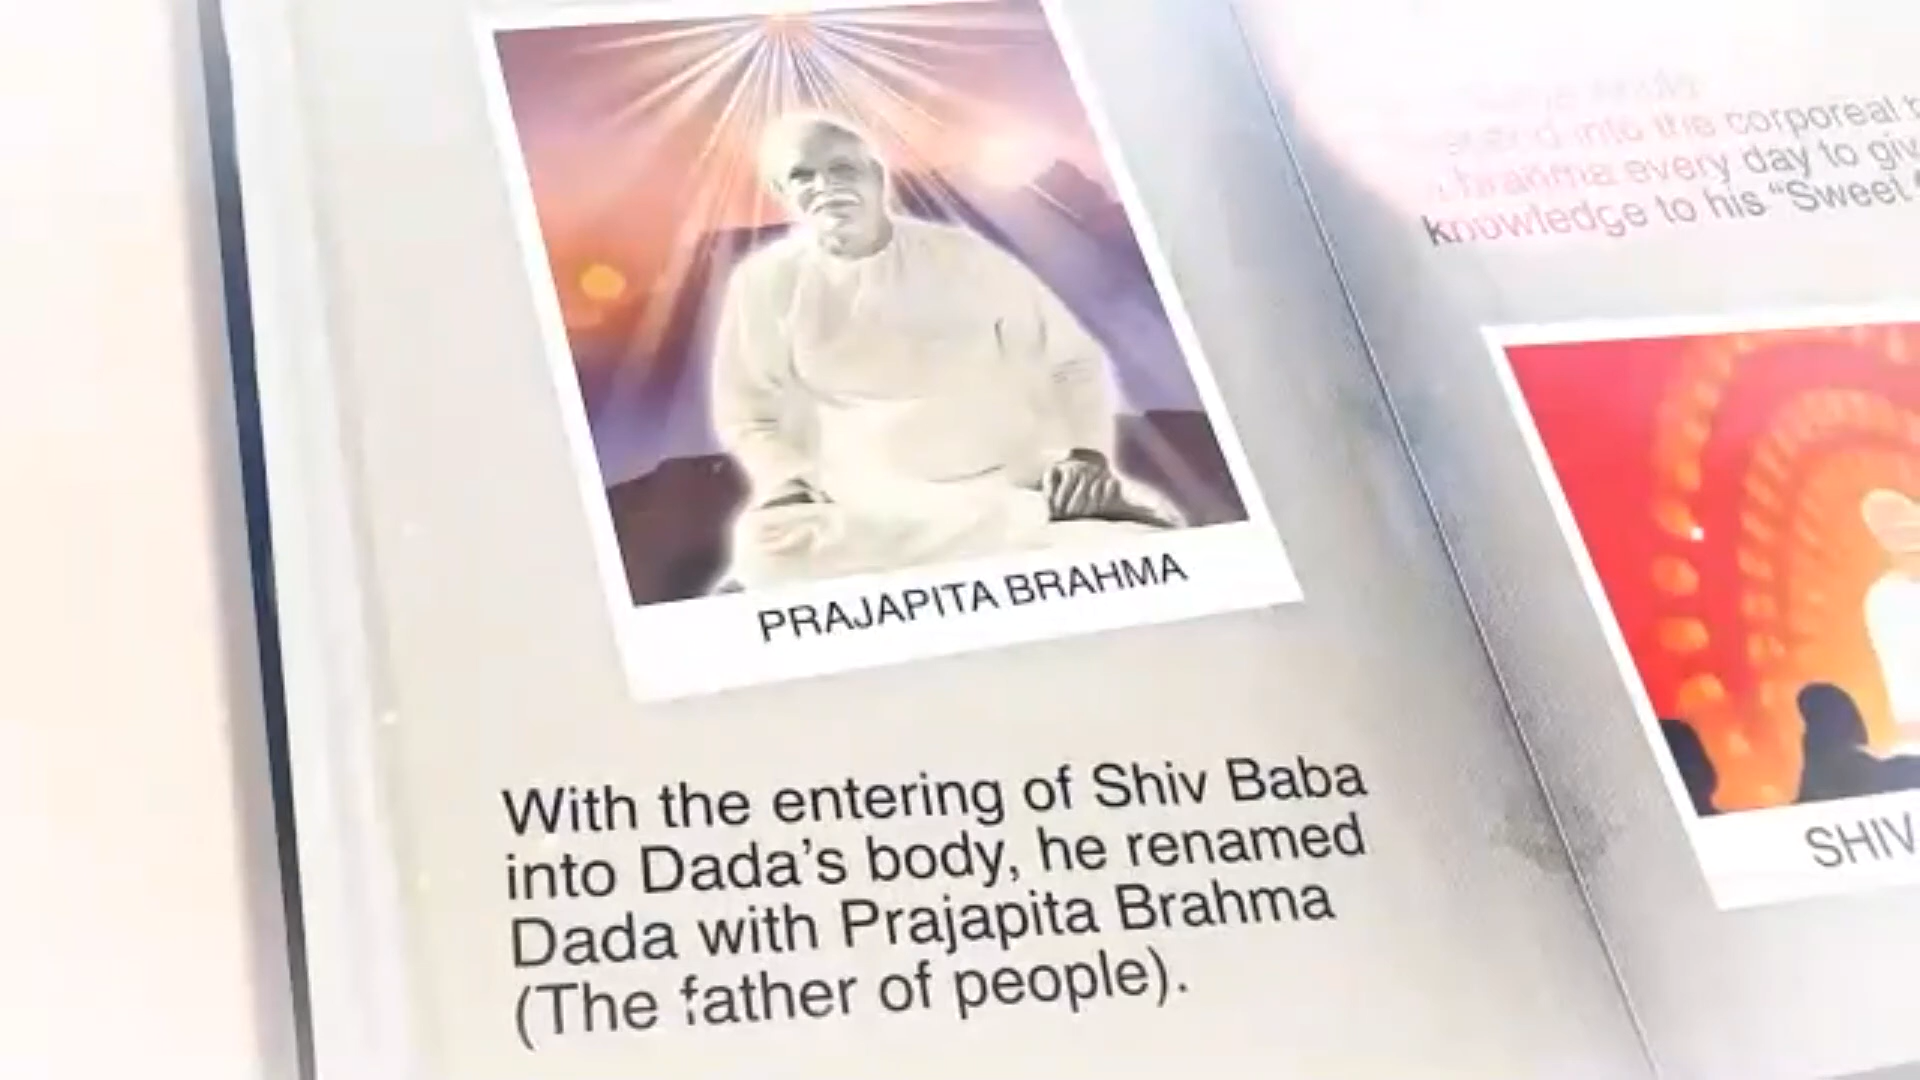 PRAJAPITA BRAHMA
With the entering of Shiv Baba
into Dada's body, he renamed
Dada with Prajapita Brahma
(The father of people).
into the corporeal
brahma every day to
knowledge to his "Sweet
SHIV